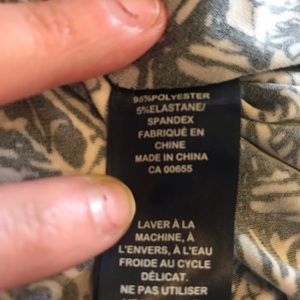 95%POLYESTER
5%ELASTANE/
SPANDEX
FABRIQUÉ EN
CHINE
MADE IN CHINA
CA 00655
LAVER À LA
MACHINE, À
L'ENVERS, À L'EAU
FROIDE AU CYCLE
DÉLICAT.
NE PAS UTILISER